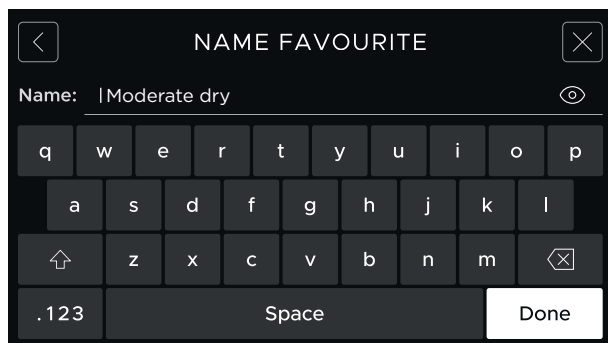 NAME FAVOURITE
Name: Moderate dry
q w e r t y u i o p
a s d f g h j k l
z x c v b n m
.123 Space Done